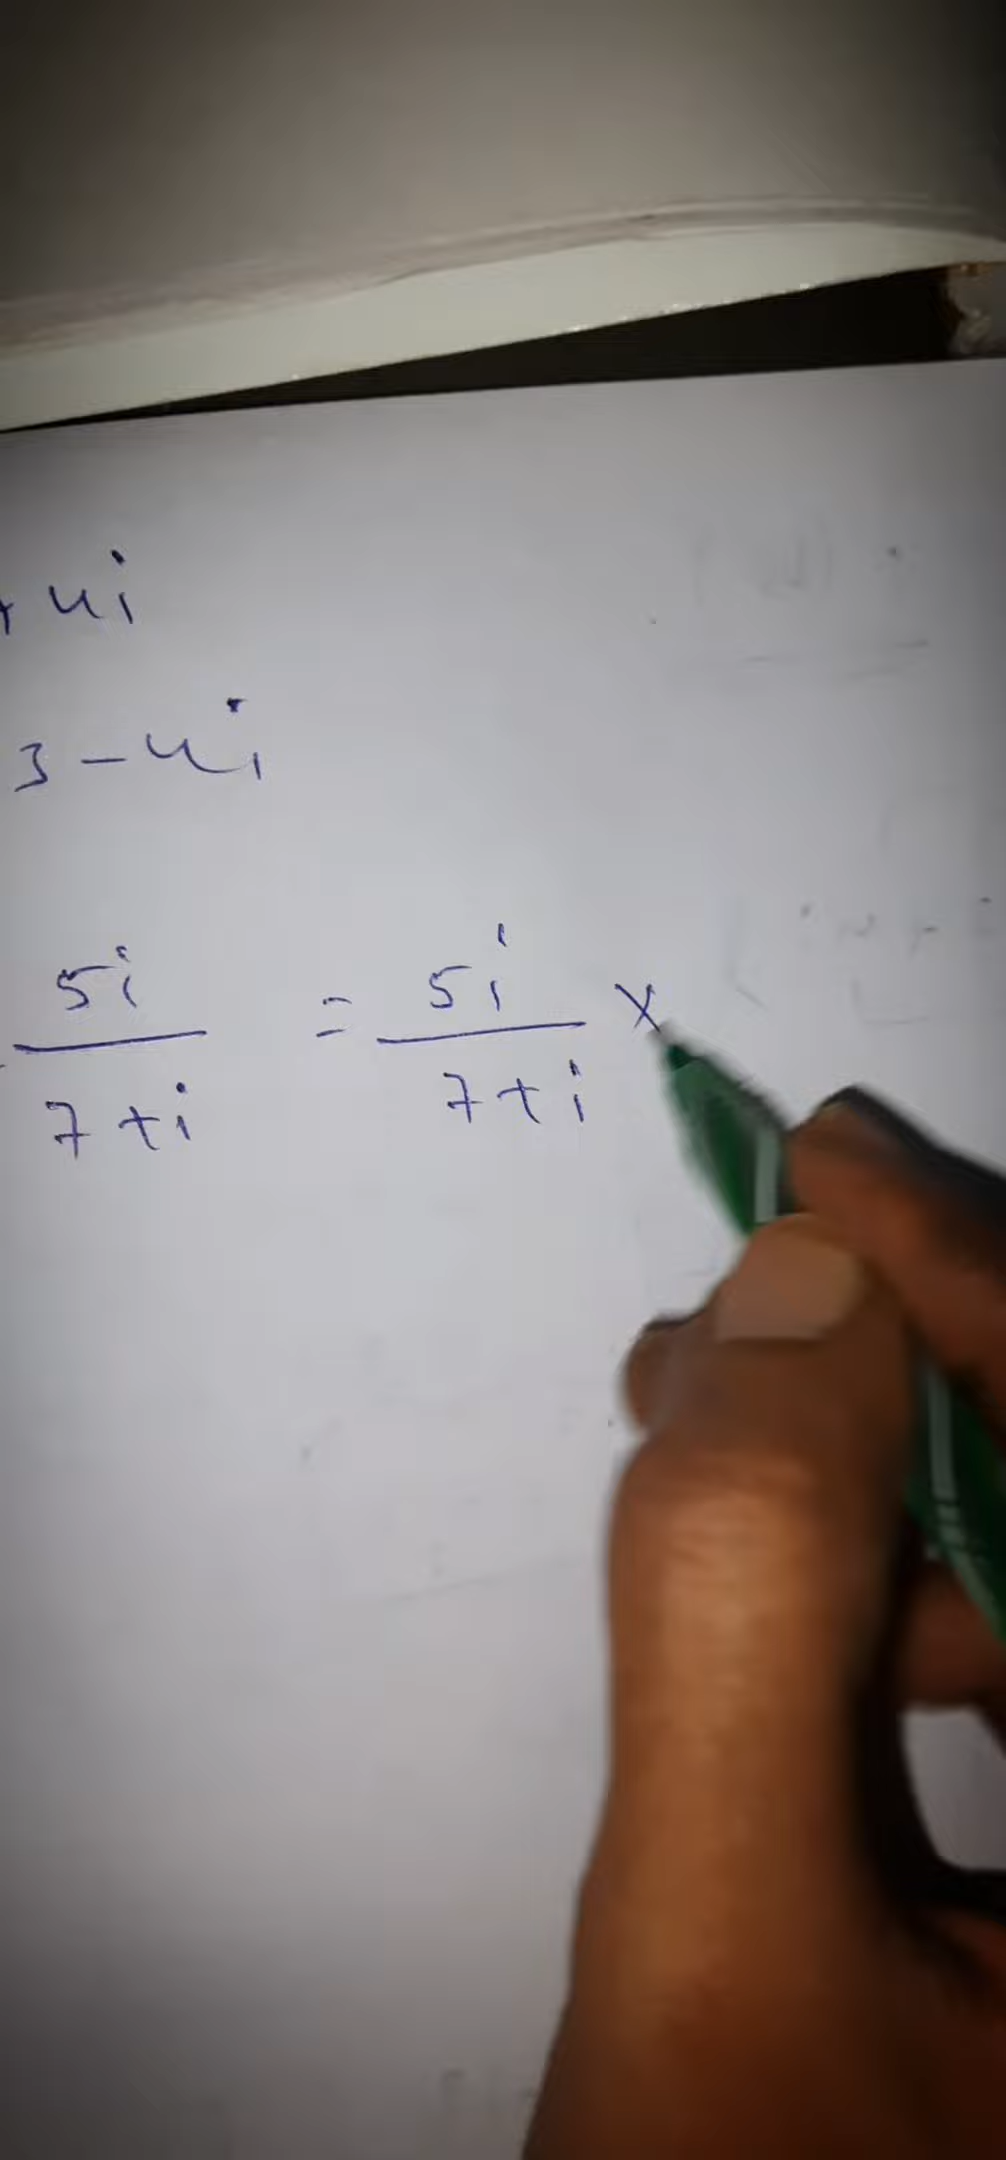 + 4i
3 - 4i
5i/(7+i) = 5i/(7+i) ×